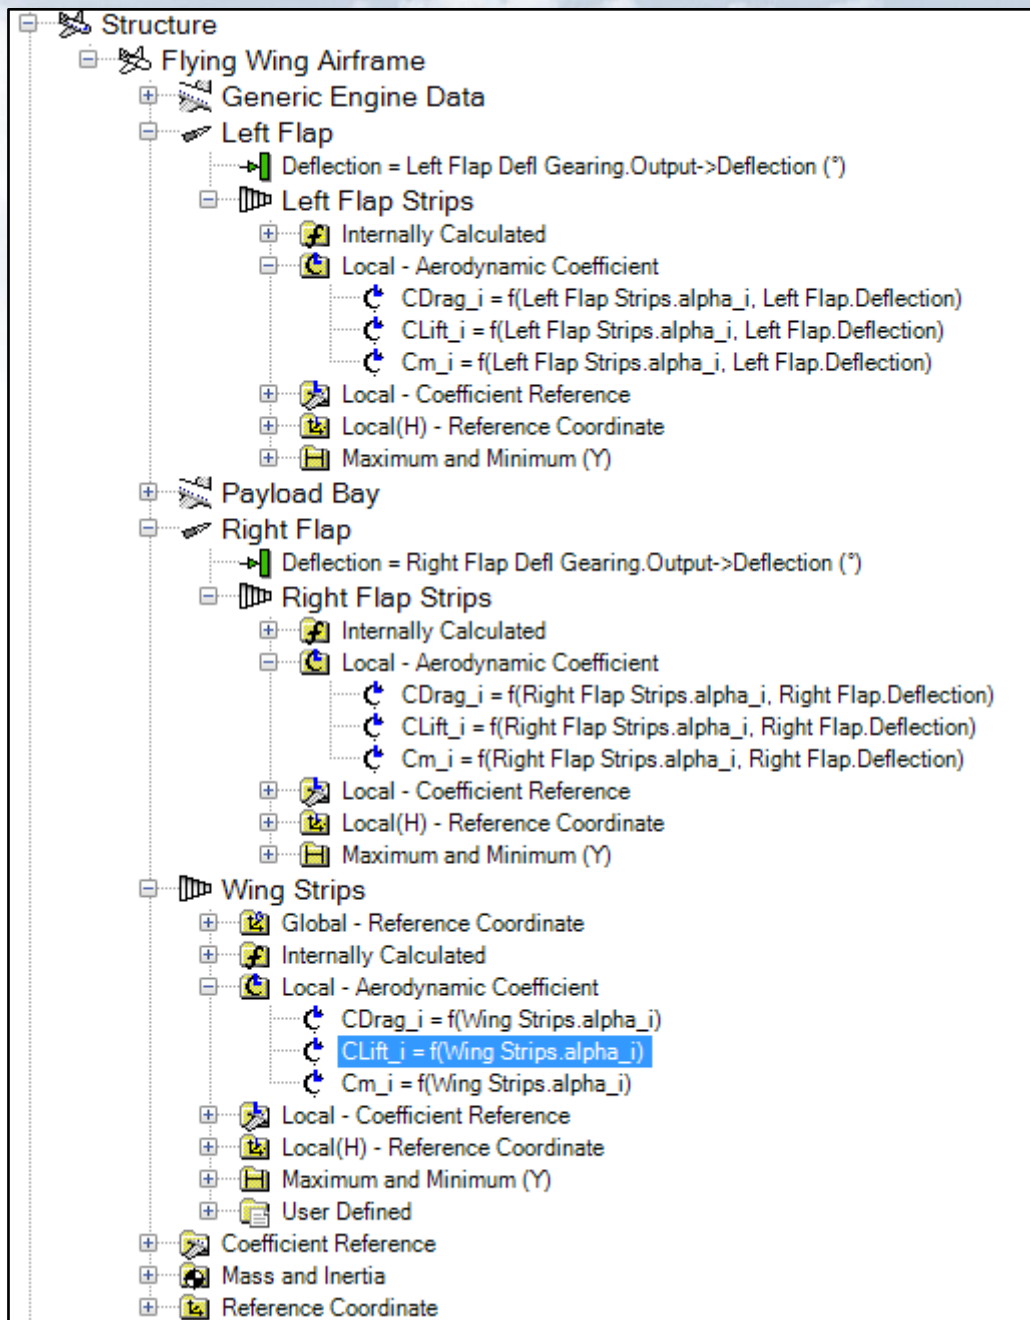 Structure
Flying Wing Airframe
Generic Engine Data
Left Flap
Deflection = Left Flap Defl Gearing.Output->Deflection (°)
Left Flap Strips
Internally Calculated
Local - Aerodynamic Coefficient
CDrag_i = f(Left Flap Strips.alpha_i, Left Flap.Deflection)
CLift_i = f(Left Flap Strips.alpha_i, Left Flap.Deflection)
Cm_i = f(Left Flap Strips.alpha_i, Left Flap.Deflection)
Local - Coefficient Reference
Local(H) - Reference Coordinate
Maximum and Minimum (Y)
Payload Bay
Right Flap
Deflection = Right Flap Defl Gearing.Output->Deflection (°)
Right Flap Strips
Internally Calculated
Local - Aerodynamic Coefficient
CDrag_i = f(Right Flap Strips.alpha_i, Right Flap.Deflection)
CLift_i = f(Right Flap Strips.alpha_i, Right Flap.Deflection)
Cm_i = f(Right Flap Strips.alpha_i, Right Flap.Deflection)
Local - Coefficient Reference
Local(H) - Reference Coordinate
Maximum and Minimum (Y)
Wing Strips
Global - Reference Coordinate
Internally Calculated
Local - Aerodynamic Coefficient
CDrag_i = f(Wing Strips.alpha_i)
CLift_i = f(Wing Strips.alpha_i)
Cm_i = f(Wing Strips.alpha_i)
Local - Coefficient Reference
Local(H) - Reference Coordinate
Maximum and Minimum (Y)
User Defined
Coefficient Reference
Mass and Inertia
Reference Coordinate